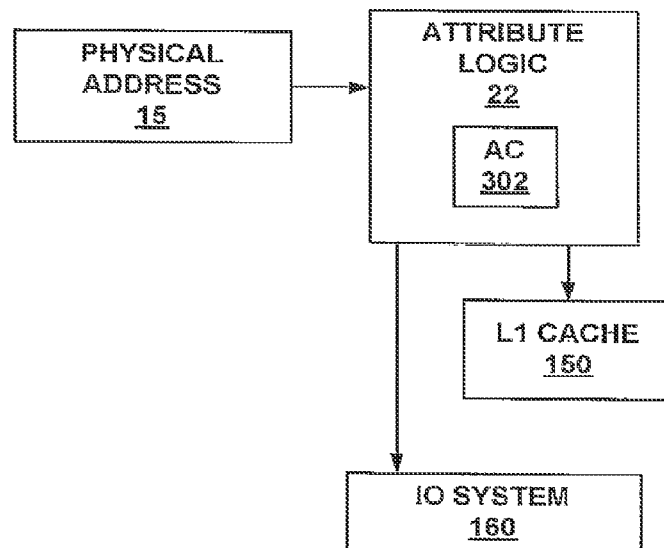 PHYSICAL
ADDRESS
15
ATTRIBUTE
LOGIC
22
AC
302
L1 CACHE
150
IO SYSTEM
160